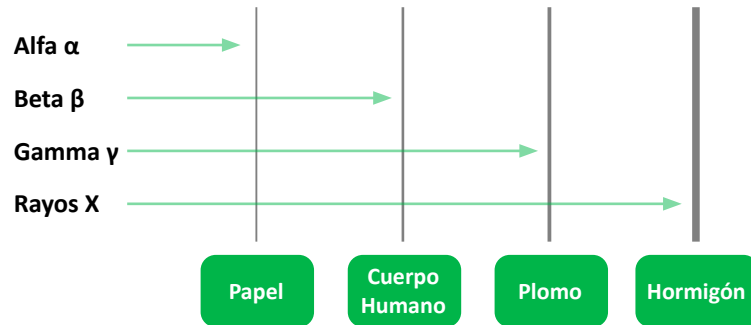 Alfa α
Beta β
Gamma γ
Rayos X
Papel
Cuerpo
Humano
Plomo
Hormigón